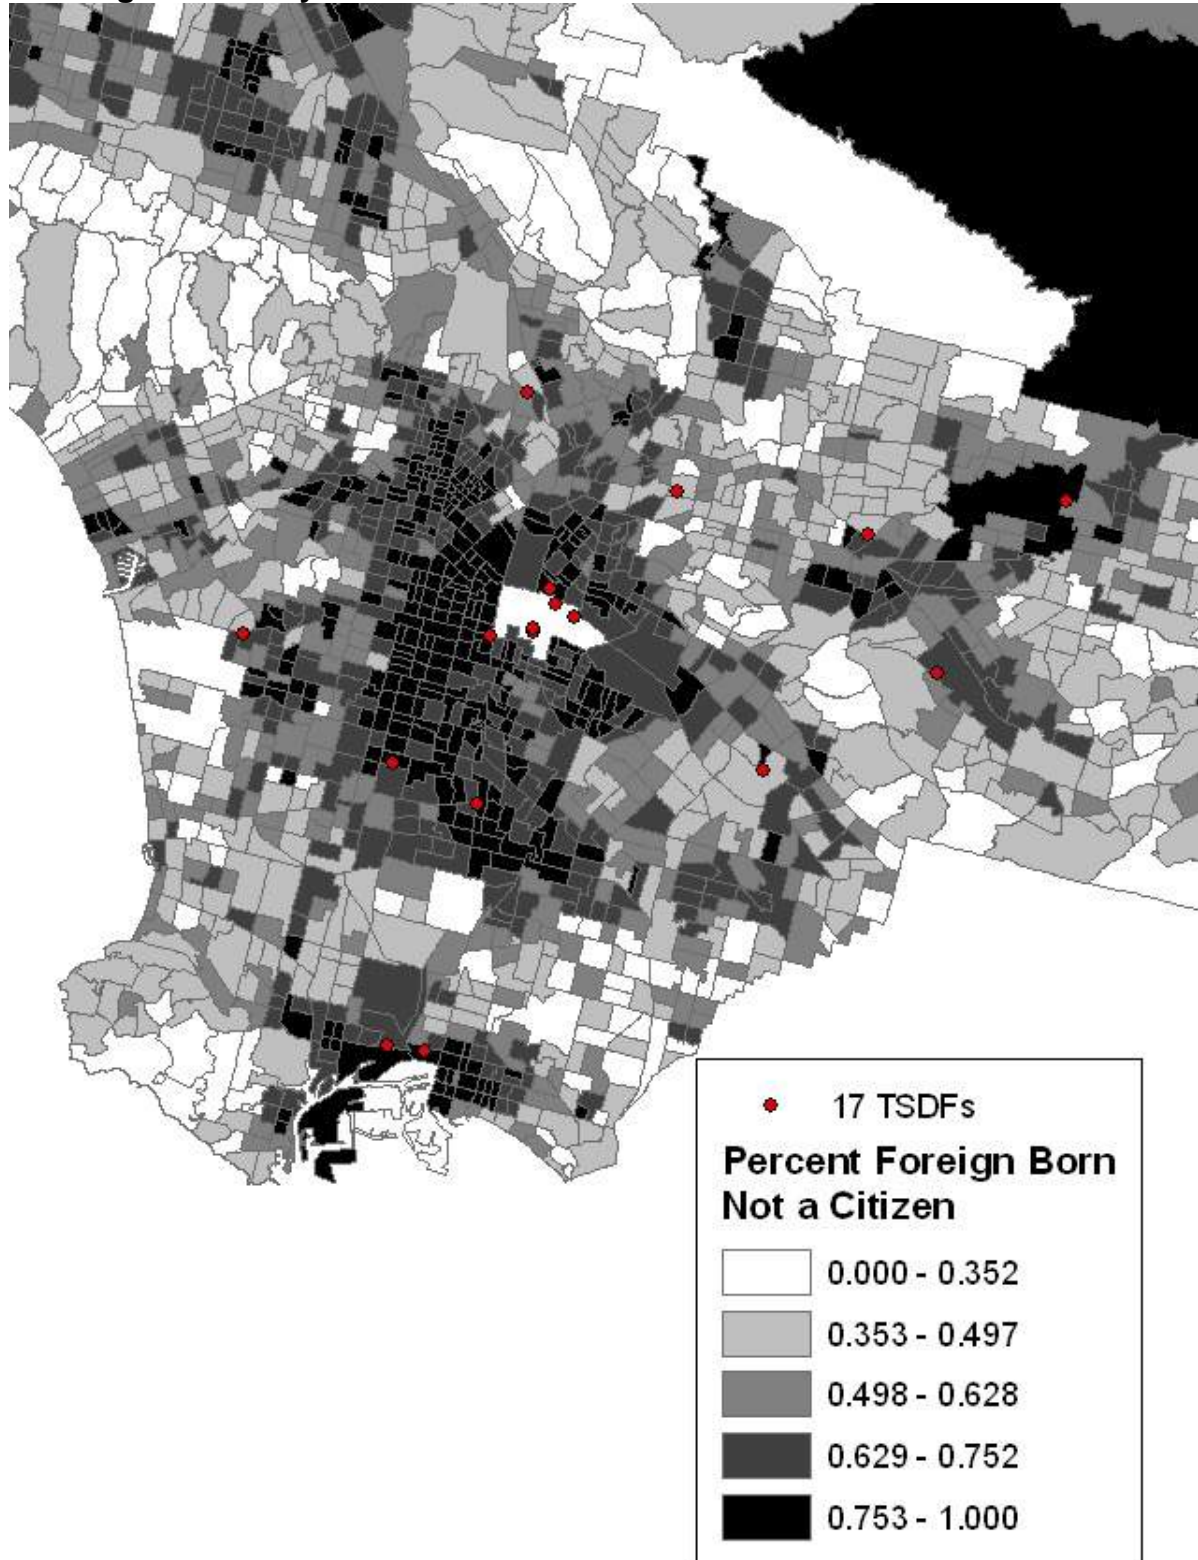 17 TSDFs
Percent Foreign Born
Not a Citizen
0.000 - 0.352
0.353 - 0.497
0.498 - 0.628
0.629 - 0.752
0.753 - 1.000